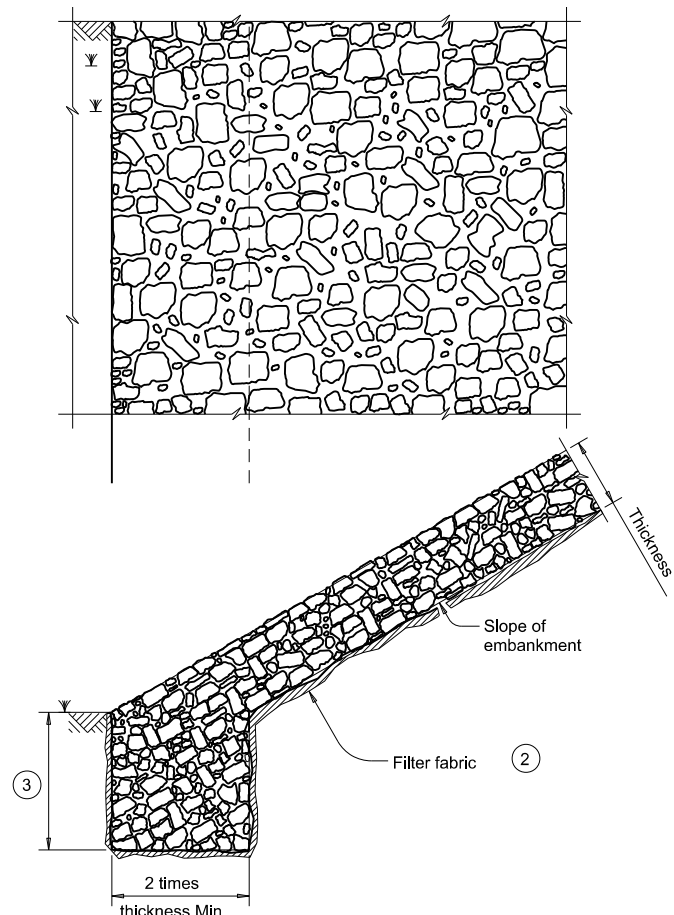 Thickness
Slope of
embankment
Filter fabric
2
3
2 times
thickness Min